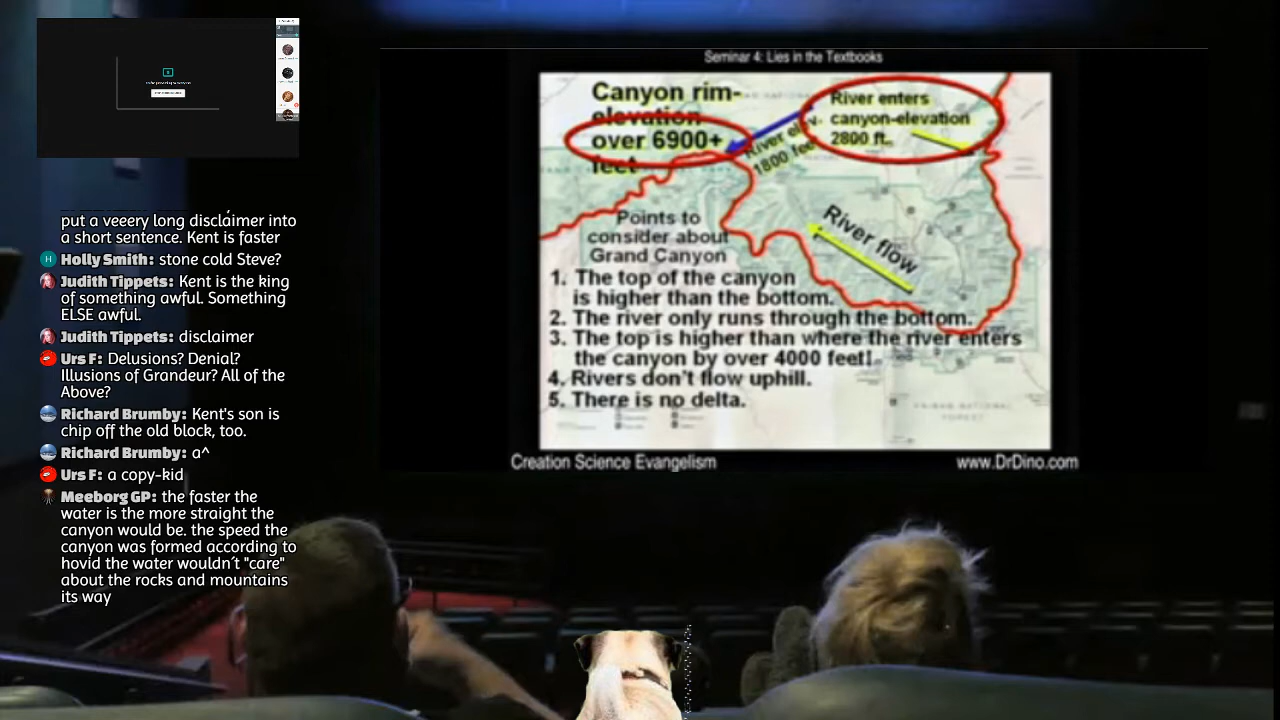 put a veeery long disclaimer into
a short sentence. Kent is faster
H Holly Smith: stone cold Steve?
Judith Tippets: Kent is the king
of something awful. Something
ELSE awful.
Judith Tippets: disclaimer
Urs F: Delusions? Denial?
Illusions of Grandeur? All of the
Above?
Richard Brumby: Kent's son is
chip off the old block, too.
Richard Brumby: a^
Urs F: a copy-kid
Meeborg GP: the faster the
water is the more straight the
canyon would be. the speed the
canyon was formed according to
hovid the water wouldn´t "care"
about the rocks and mountains
its way
Seminar 4: Lies in the Textbooks
Canyon rim-
elevation
over 6900+
feet
River enters
canyon-elevation
2800 ft.
River elev.
1800 feet
River flow
Points to
consider about
Grand Canyon
1. The top of the canyon
is higher than the bottom.
2. The river only runs through the bottom.
3. The top is higher than where the river enters
the canyon by over 4000 feet!
4. Rivers don't flow uphill.
5. There is no delta.
Creation Science Evangelism
www.DrDino.com